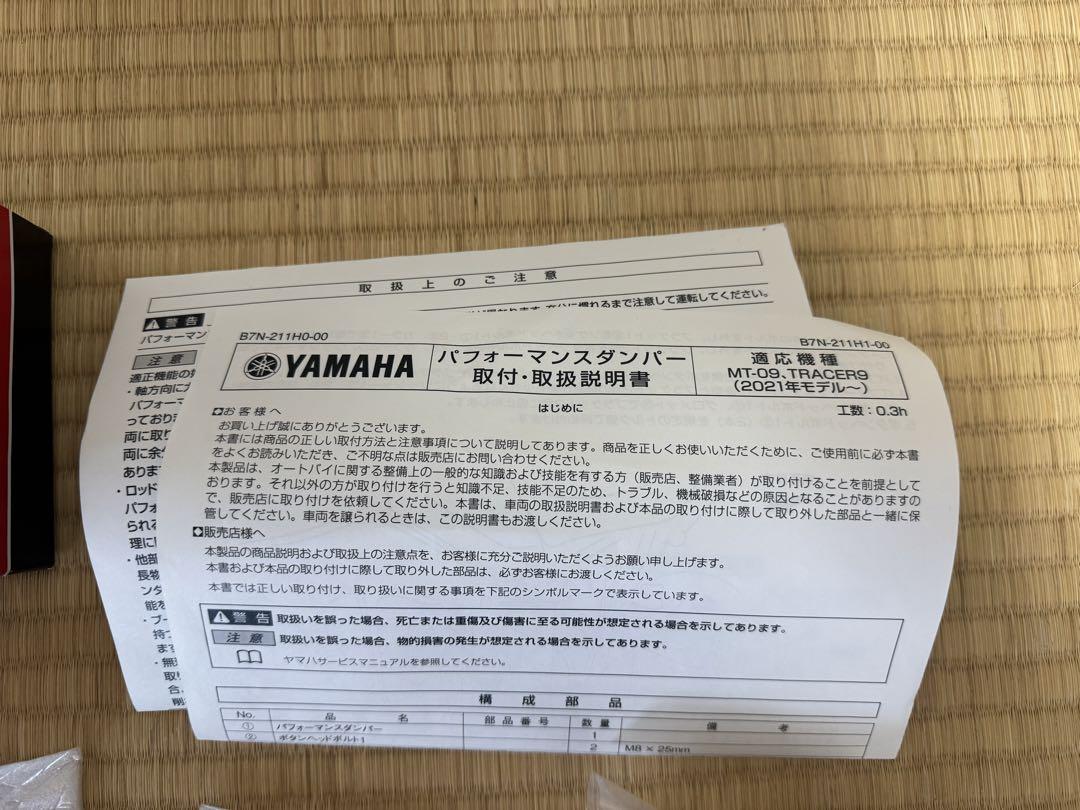 取扱上のご注意
で注意して運転してください。
警告
パフォーマン
注意
適正機能の
・軸方向に
パフォーマ
っており
両に取り
両に余
ありま
・ロッド
パフォ
られ
理に
・他部
長物
ンタ
能を
・ブー
持つ
ます
・無
取り
合、
B7N-211H0-00
B7N-211H1-00
YAMAHA
パフォーマンスダンパー
取付・取扱説明書
適応機種
MT-09、TRACER9
(2021年モデル〜)
はじめに
工数：0.3h
お客様へ
お買い上げ誠にありがとうございます。
本書には商品の正しい取付方法と注意事項について説明してあります。商品を正しくお使いいただくために、ご使用前に必ず本書
をよくお読みいただき、ご不明な点は販売店にお問い合わせください。
本製品は、オートバイに関する整備上の一般的な知識および技能を有する方（販売店、整備業者）が取り付けることを前提として
おります。それ以外の方が取り付けを行うと知識不足、技能不足のため、トラブル、機械破損などの原因となることがありますの
で、販売店に取り付けを依頼してください。本書は、車両の取扱説明書および本品の取り付けに際して取り外した部品と一緒に保
管してください。車両を譲られるときは、この説明書もお渡しください。
販売店様へ
本製品の商品説明および取扱上の注意点を、お客様に充分ご説明いただくようお願い申し上げます。
本書および本品の取り付けに際して取り外した部品は、必ずお客様にお渡しください。
本書では正しい取り付け、取り扱いに関する事項を下記のシンボルマークで表示しています。
警告 取扱いを誤った場合、死亡または重傷及び傷害に至る可能性が想定される場合を示してあります。
注意 取扱いを誤った場合、物的損害の発生が想定される場合を示してあります。
ヤマハサービスマニュアルを参照してください。
構成部品
No. 品名 部品番号 数量 備考
① パフォーマンスダンパー 1
② ボタンヘッドボルト1 2 M8×25mm